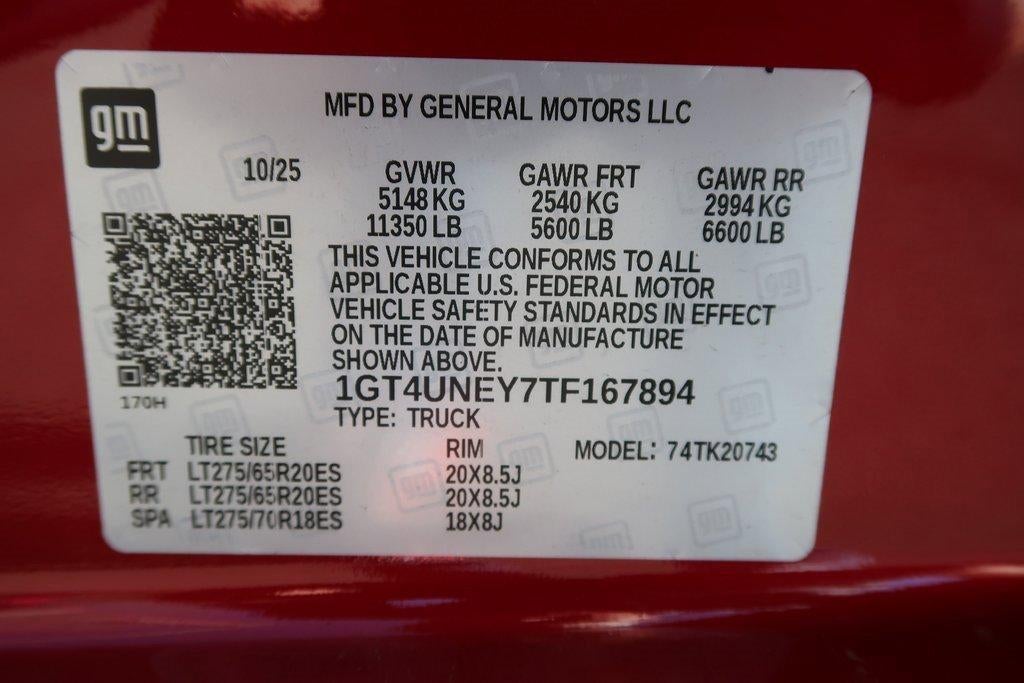 gm
MFD BY GENERAL MOTORS LLC
10/25 GVWR GAWR FRT GAWR RR
5148 KG 2540 KG 2994 KG
11350 LB 5600 LB 6600 LB
THIS VEHICLE CONFORMS TO ALL
APPLICABLE U.S. FEDERAL MOTOR
VEHICLE SAFETY STANDARDS IN EFFECT
ON THE DATE OF MANUFACTURE
SHOWN ABOVE.
1GT4UNEY7TF167894
170H
TYPE: TRUCK
TIRE SIZE RIM MODEL: 74TK20743
FRT LT275/65R20ES 20X8.5J
RR LT275/65R20ES 20X8.5J
SPA LT275/70R18ES 18X8J